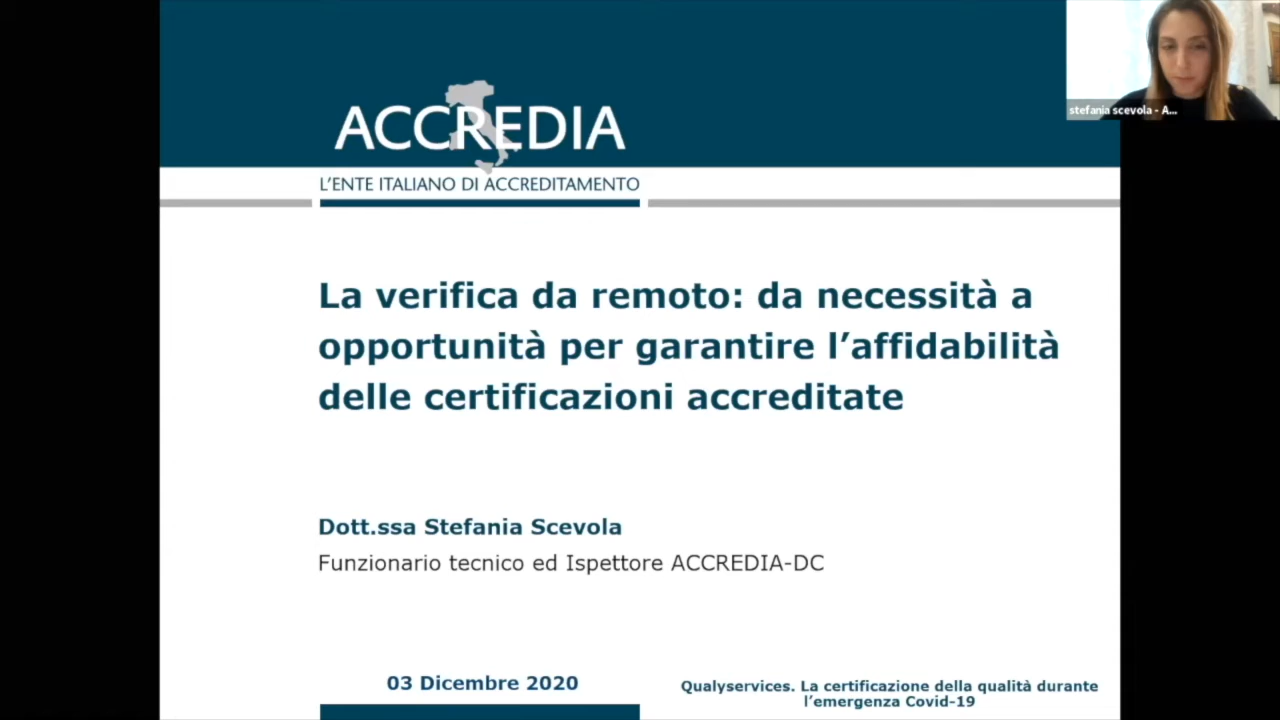 stefania scevola - A...
ACCREDIA
L'ENTE ITALIANO DI ACCREDITAMENTO
La verifica da remoto: da necessità a
opportunità per garantire l’affidabilità
delle certificazioni accreditate
Dott.ssa Stefania Scevola
Funzionario tecnico ed Ispettore ACCREDIA-DC
03 Dicembre 2020
Qualyservices. La certificazione della qualità durante
l’emergenza Covid-19